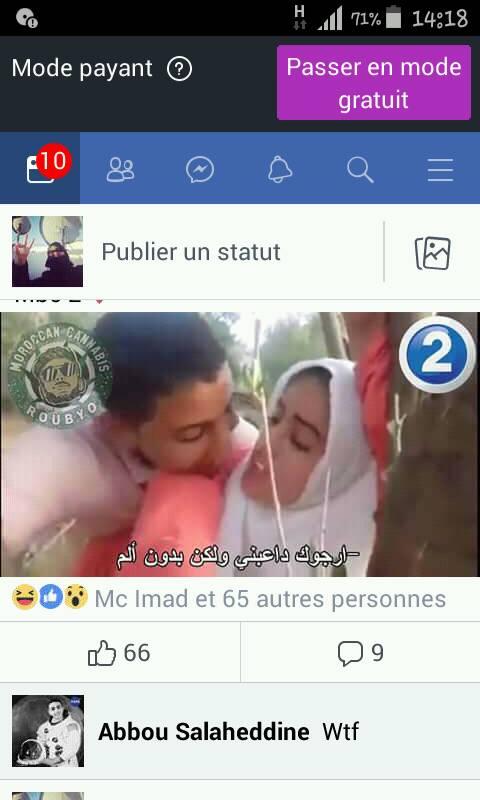 H 71% 14:18
Mode payant ?
Passer en mode
gratuit
10
Publier un statut
MOROCCAN CANNABIS
ROUBYO
2
-ارجوك داعبني ولكن بدون ألم
Mc Imad et 65 autres personnes
66
9
NASA
Abbou Salaheddine Wtf